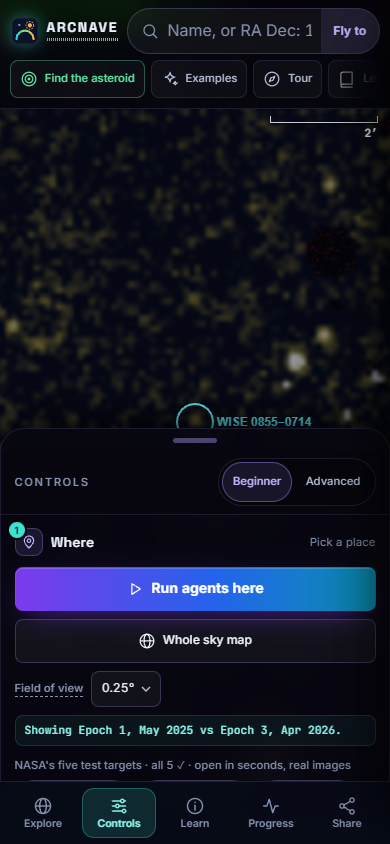 ARCNAVE
Name, or RA Dec: 1
Fly to
Find the asteroid
Examples
Tour
2′
WISE 0855−0714
CONTROLS
Beginner
Advanced
1
Where
Pick a place
Run agents here
Whole sky map
Field of view
0.25°
Showing Epoch 1, May 2025 vs Epoch 3, Apr 2026.
NASA's five test targets · all 5 ✓ · open in seconds, real images
Explore
Controls
Learn
Progress
Share